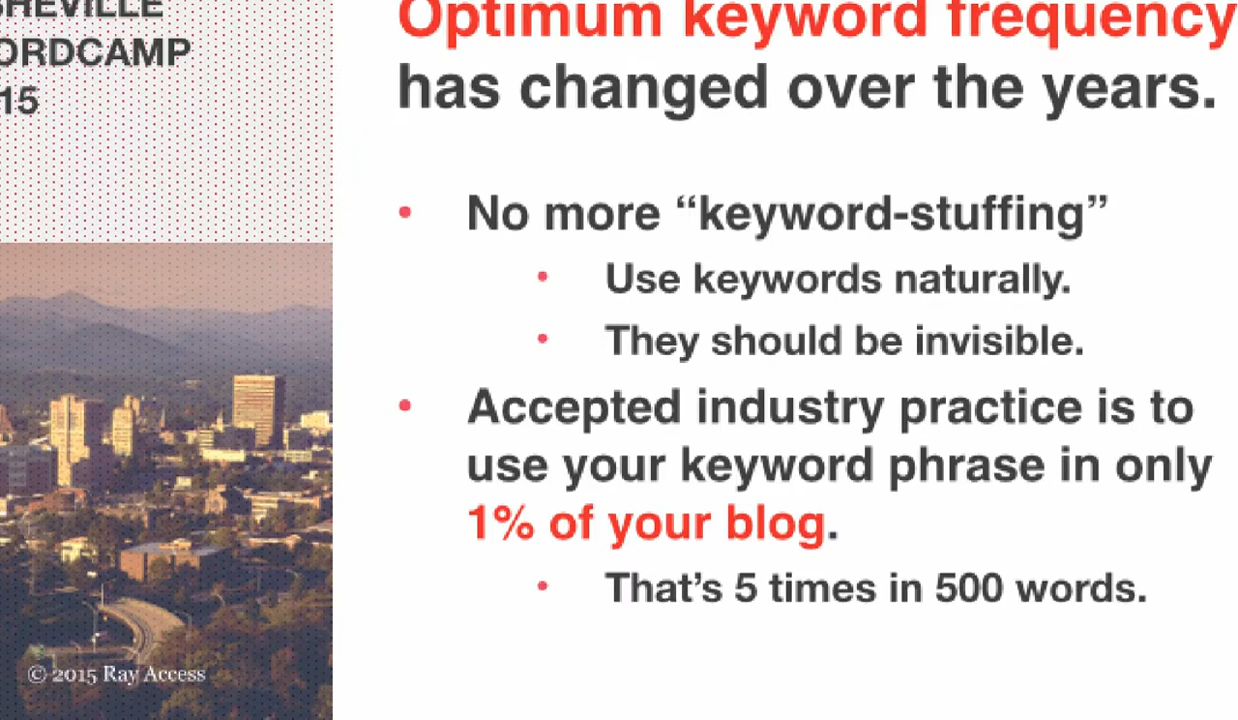 SHEVILLE
ORDCAMP
15
Optimum keyword frequency
has changed over the years.
• No more “keyword-stuffing”
• Use keywords naturally.
• They should be invisible.
• Accepted industry practice is to
use your keyword phrase in only
1% of your blog.
• That’s 5 times in 500 words.
© 2015 Ray Access